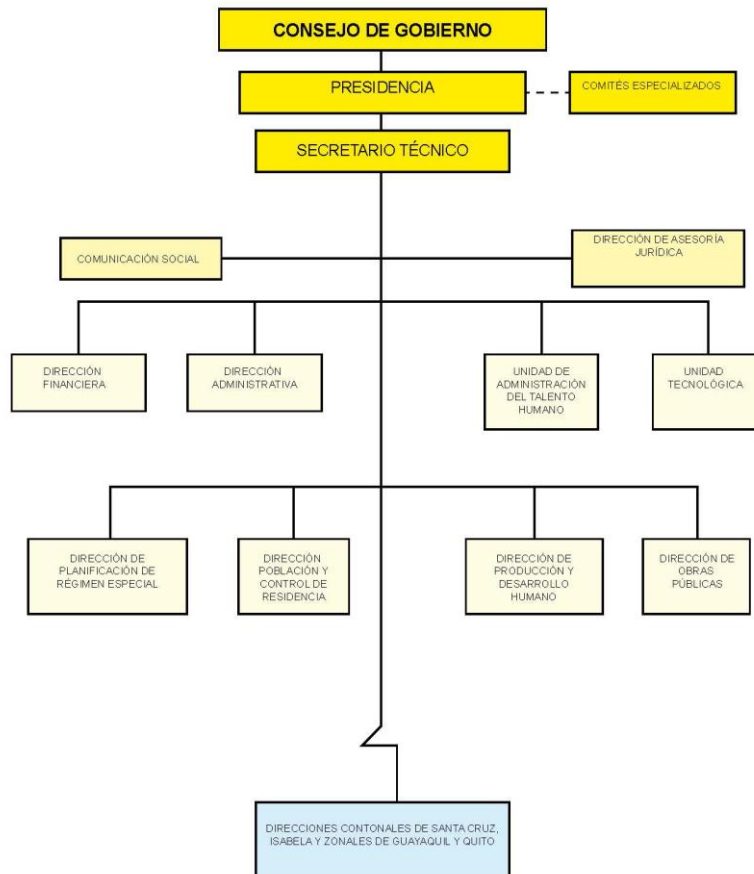 CONSEJO DE GOBIERNO
PRESIDENCIA
COMITÉS ESPECIALIZADOS
SECRETARIO TÉCNICO
COMUNICACIÓN SOCIAL
DIRECCIÓN DE ASESORÍA
JURÍDICA
DIRECCIÓN
FINANCIERA
DIRECCIÓN
ADMINISTRATIVA
UNIDAD DE
ADMINISTRACIÓN
DEL TALENTO
HUMANO
UNIDAD
TECNOLÓGICA
DIRECCIÓN DE
PLANIFICACIÓN DE
RÉGIMEN ESPECIAL
DIRECCIÓN
POBLACIÓN Y
CONTROL DE
RESIDENCIA
DIRECCIÓN DE
PRODUCCIÓN Y
DESARROLLO
HUMANO
DIRECCIÓN DE
OBRAS
PÚBLICAS
DIRECCIONES CONTONALES DE SANTA CRUZ,
ISABELA Y ZONALES DE GUAYAQUIL Y QUITO